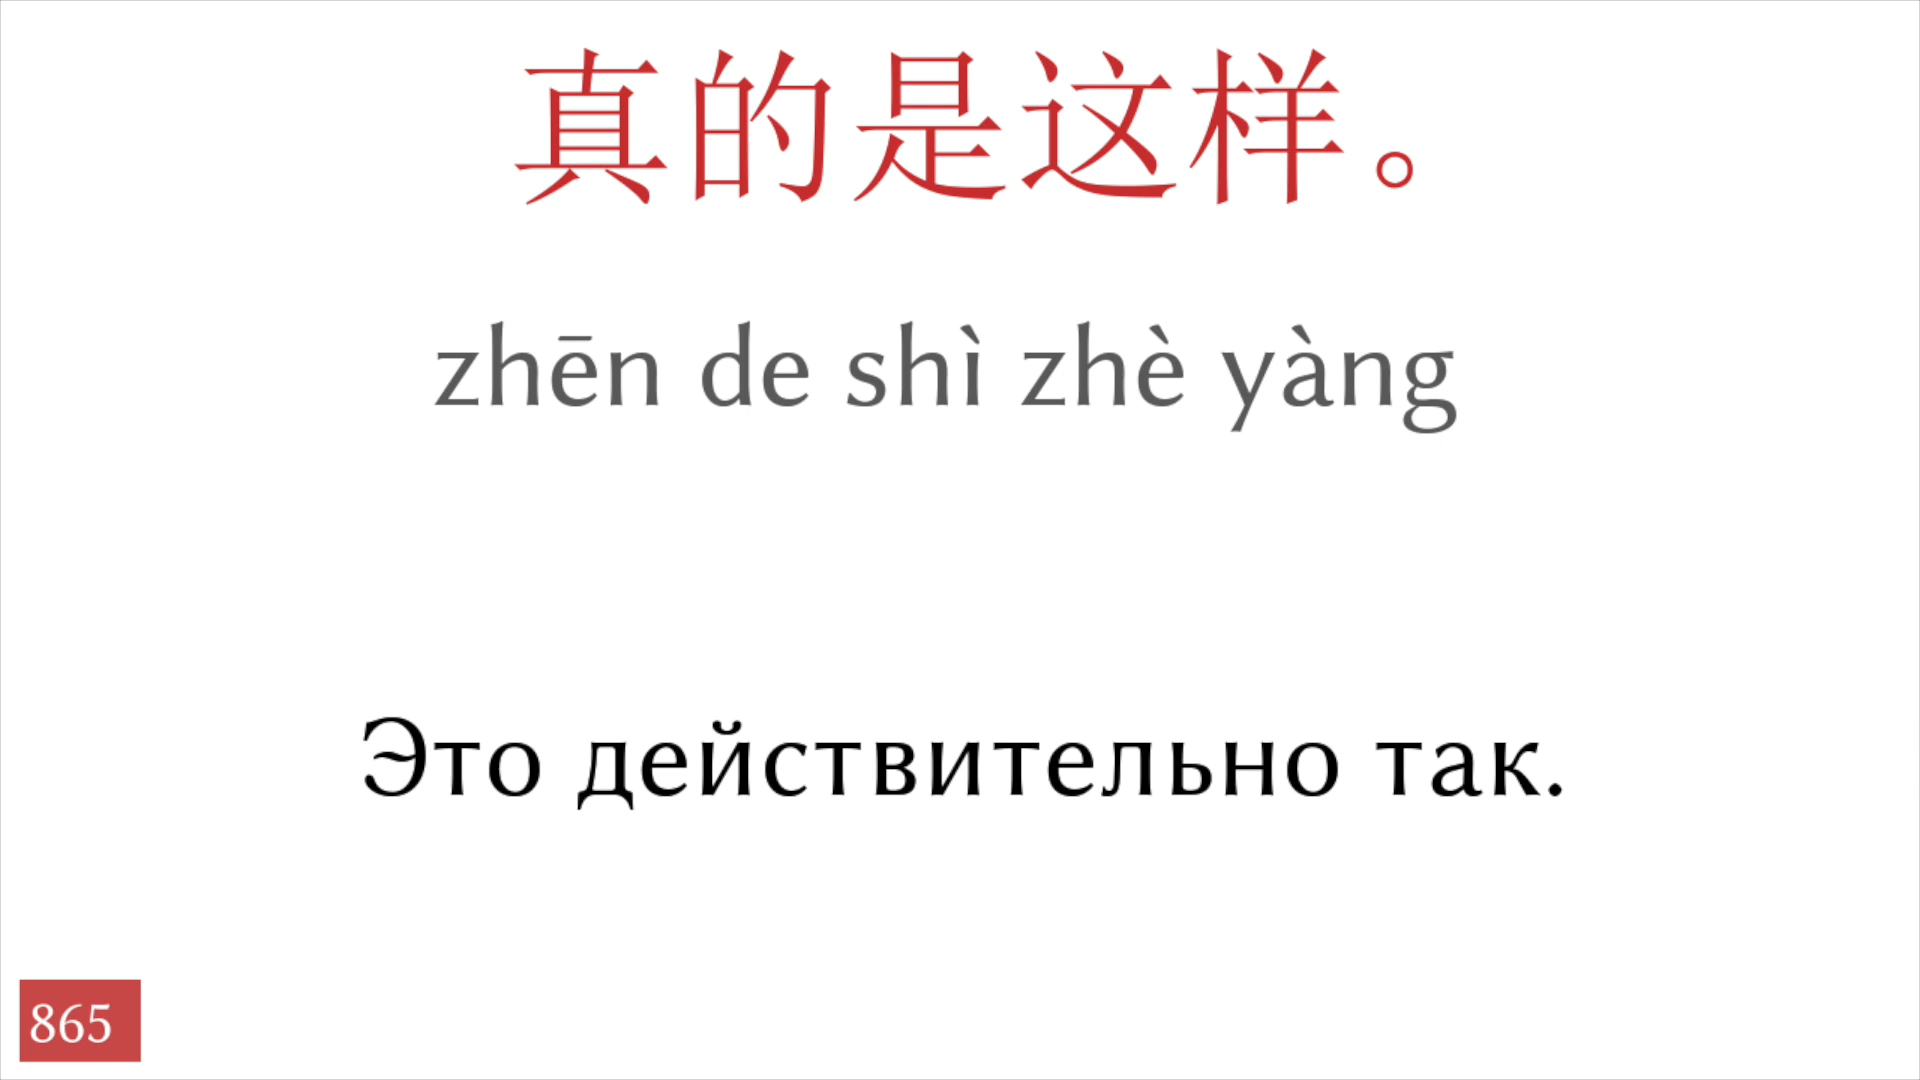 真的是这样。
zhēn de shì zhè yàng
Это действительно так.
865